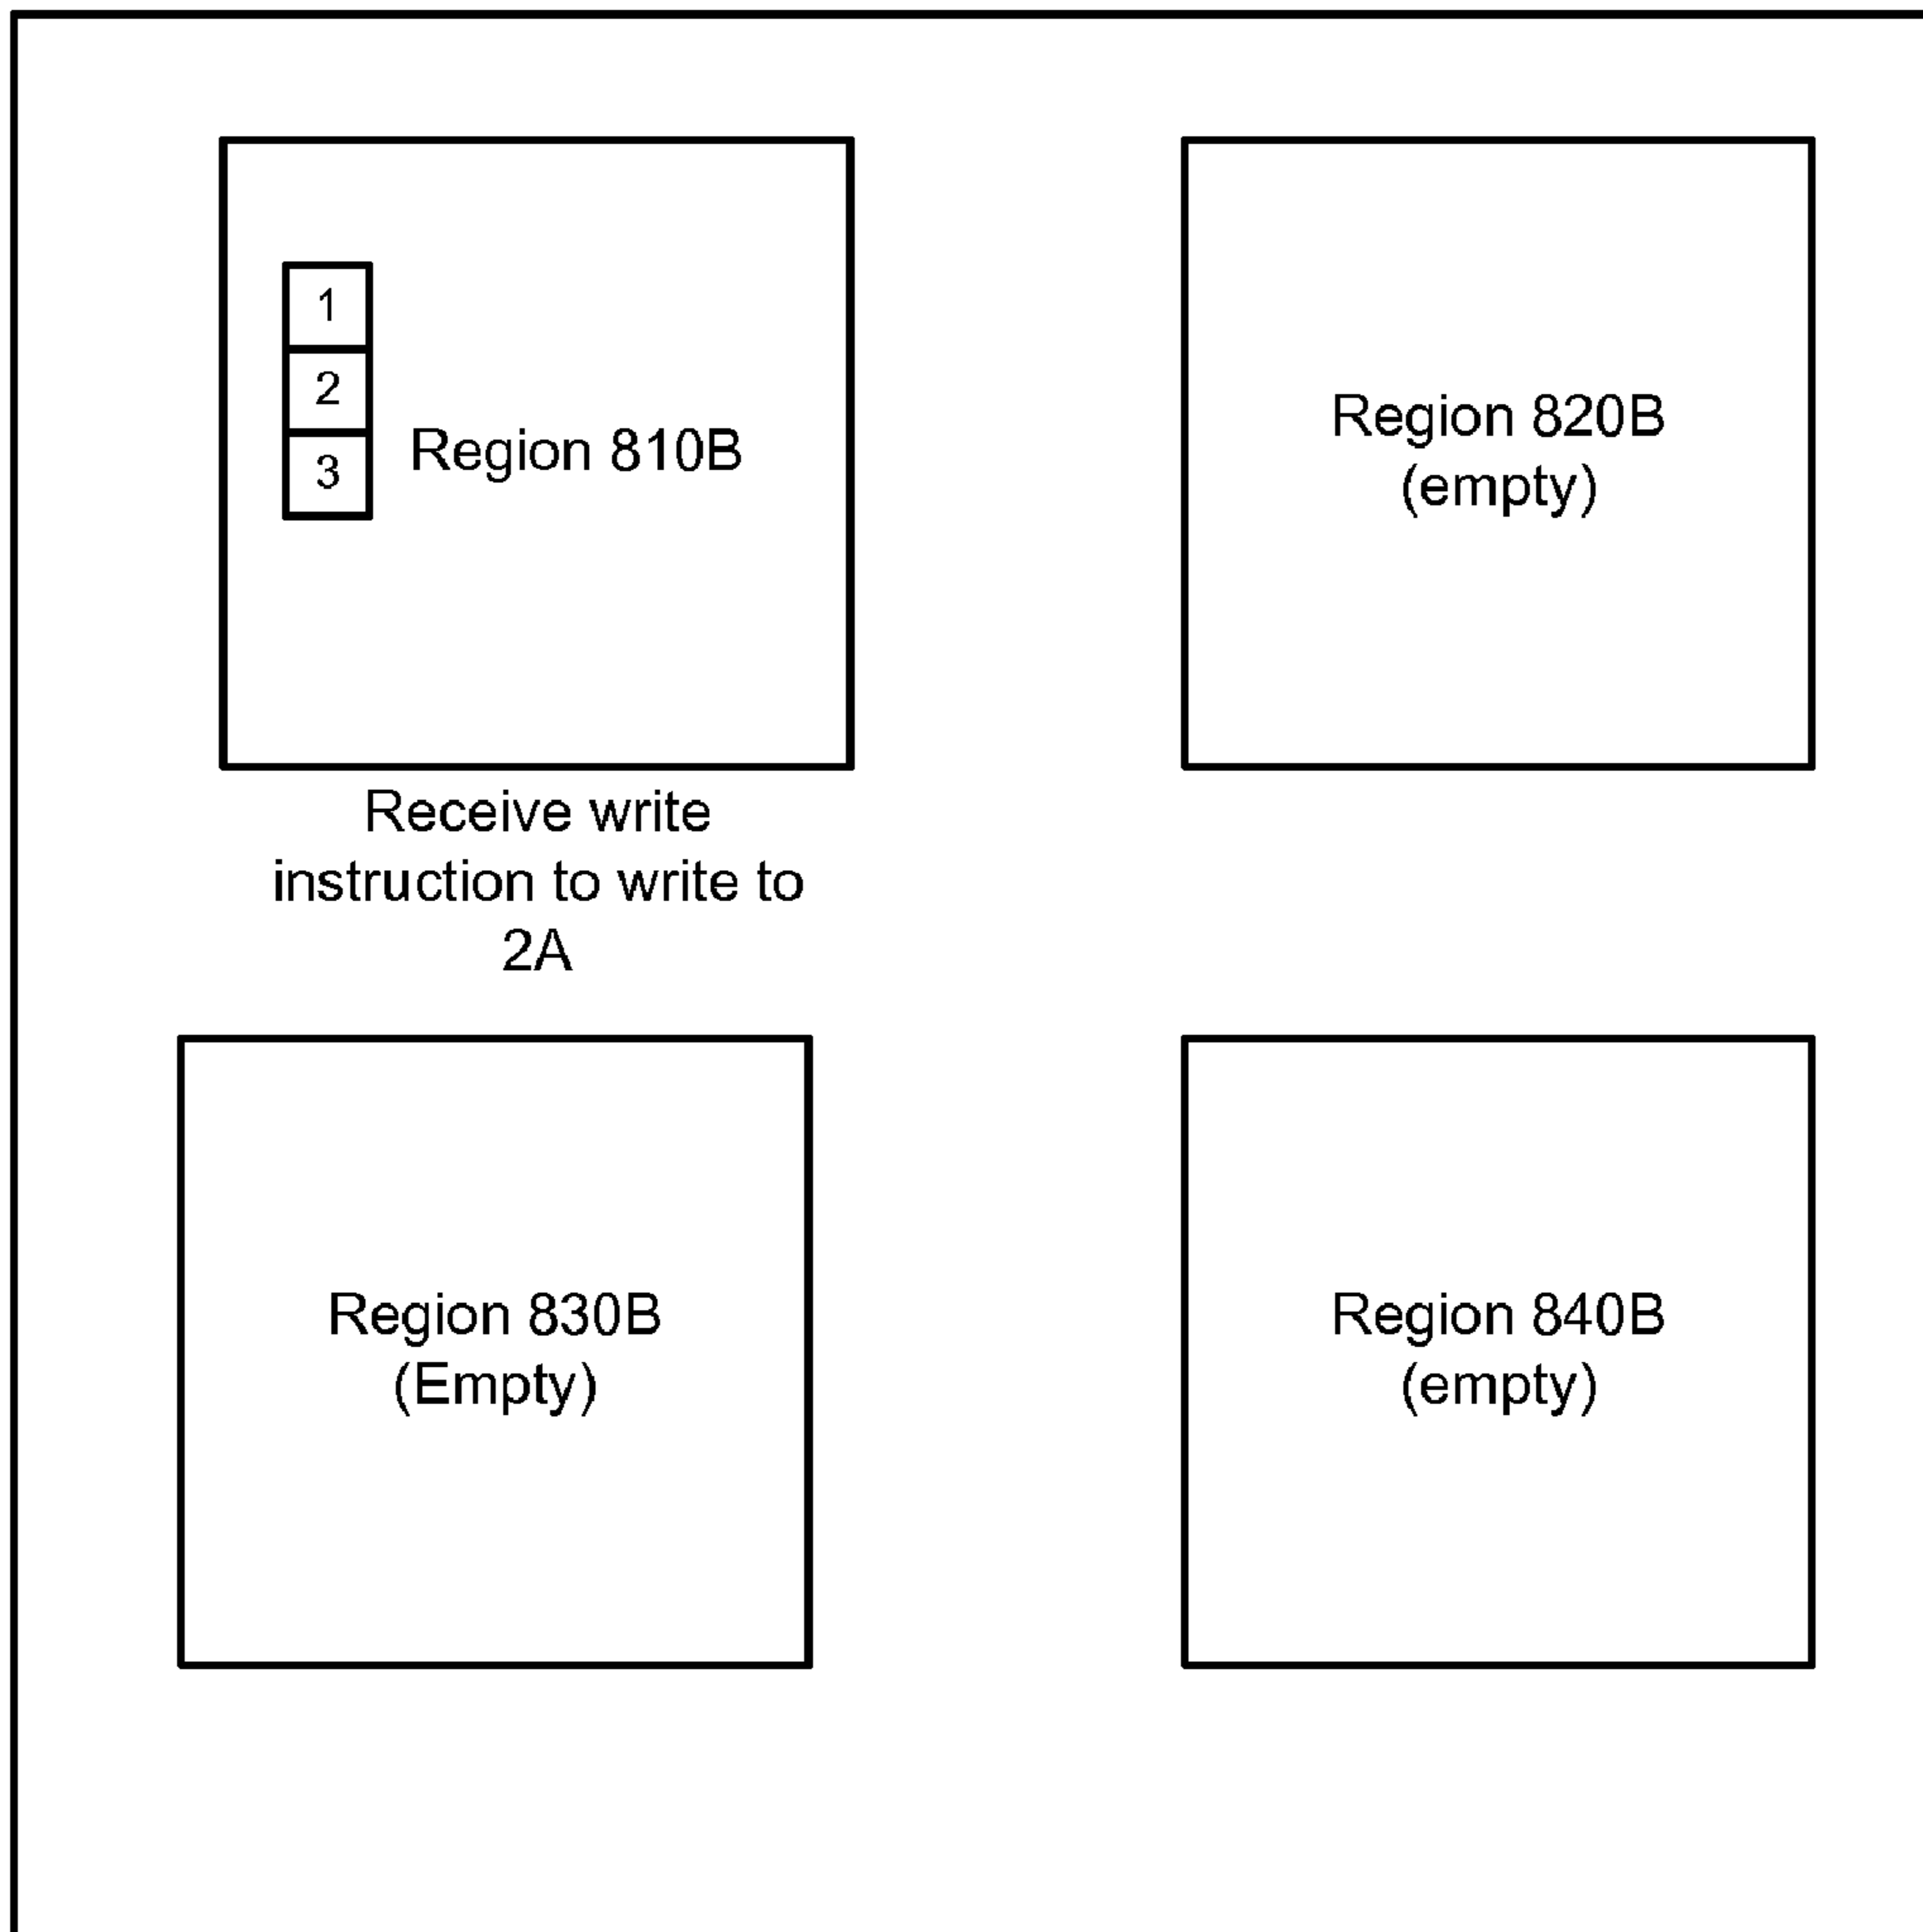 1
2
3
Region 810B
Region 820B
(empty)
Receive write
instruction to write to
2A
Region 830B
(Empty)
Region 840B
(empty)